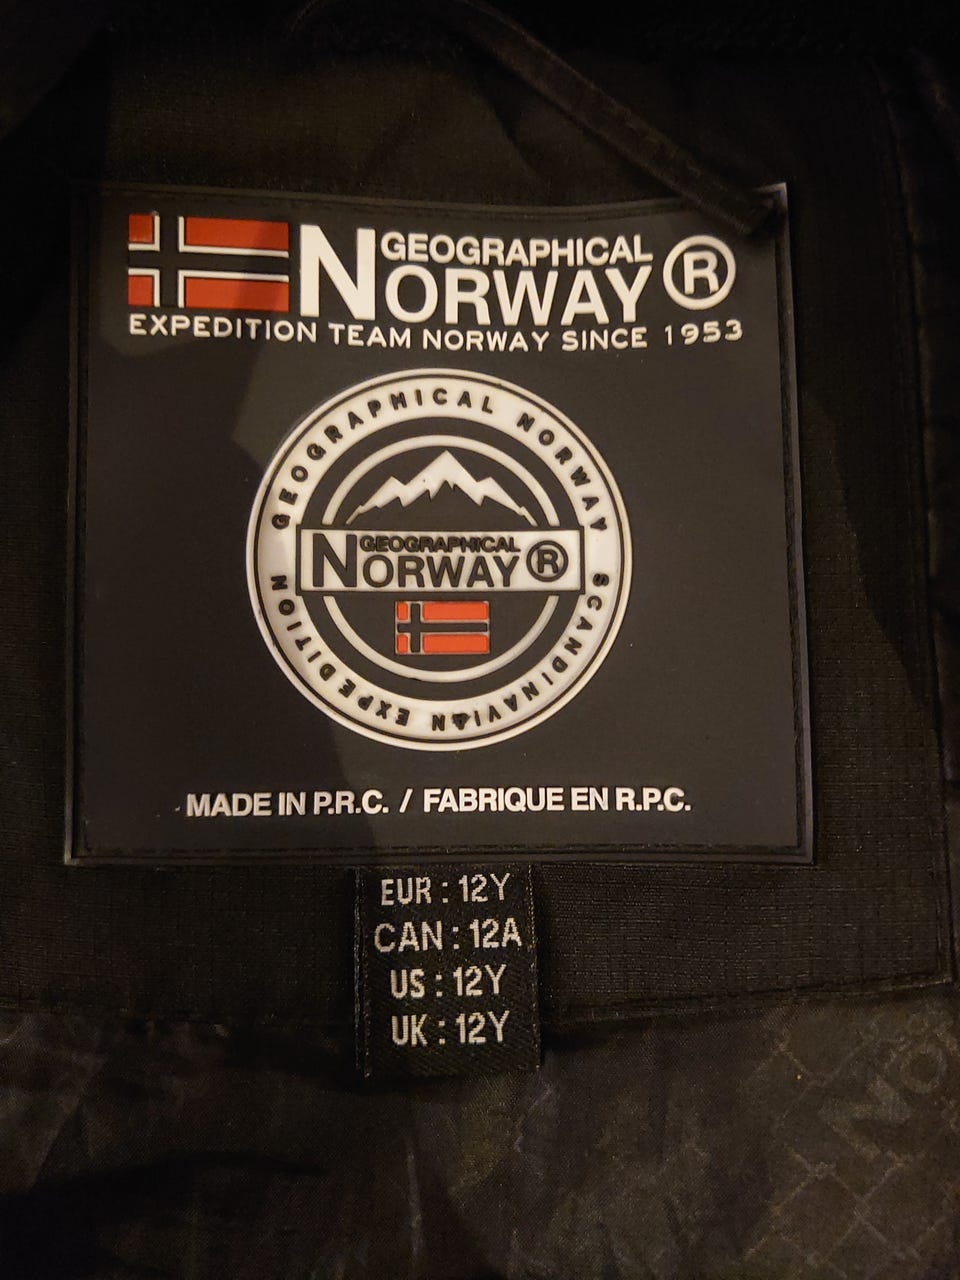 GEOGRAPHICAL
NORWAY ®
EXPEDITION TEAM NORWAY SINCE 1953
GEOGRAPHICAL NORWAY
GEOGRAPHICAL
NORWAY ®
SCANDINAVIAN EXPEDITION
MADE IN P.R.C. / FABRIQUE EN R.P.C.
EUR : 12Y
CAN : 12A
US : 12Y
UK : 12Y